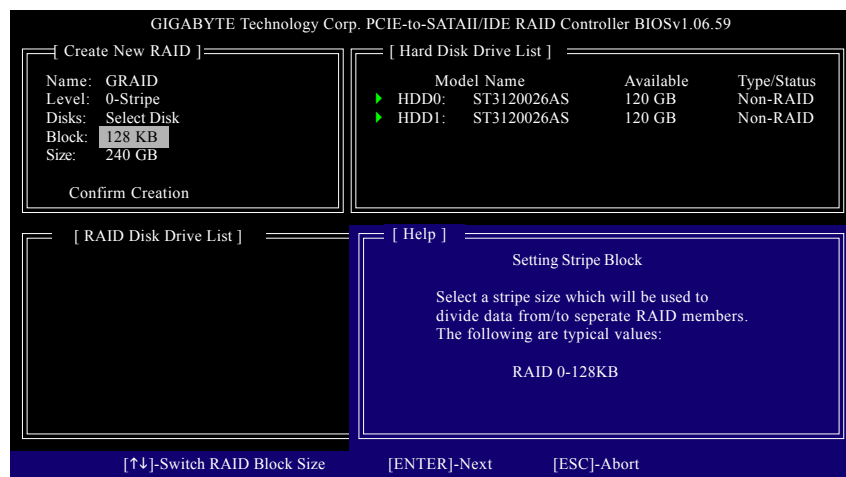 GIGABYTE Technology Corp. PCIE-to-SATAII/IDE RAID Controller BIOSv1.06.59
[ Create New RAID ]
Name: GRAID
Level: 0-Stripe
Disks: Select Disk
Block: 128 KB
Size: 240 GB
Confirm Creation
[ Hard Disk Drive List ]
Model Name Available Type/Status
HDD0: ST3120026AS 120 GB Non-RAID
HDD1: ST3120026AS 120 GB Non-RAID
[ RAID Disk Drive List ]
[ Help ]
Setting Stripe Block
Select a stripe size which will be used to
divide data from/to seperate RAID members.
The following are typical values:
RAID 0-128KB
[↑↓]-Switch RAID Block Size [ENTER]-Next [ESC]-Abort